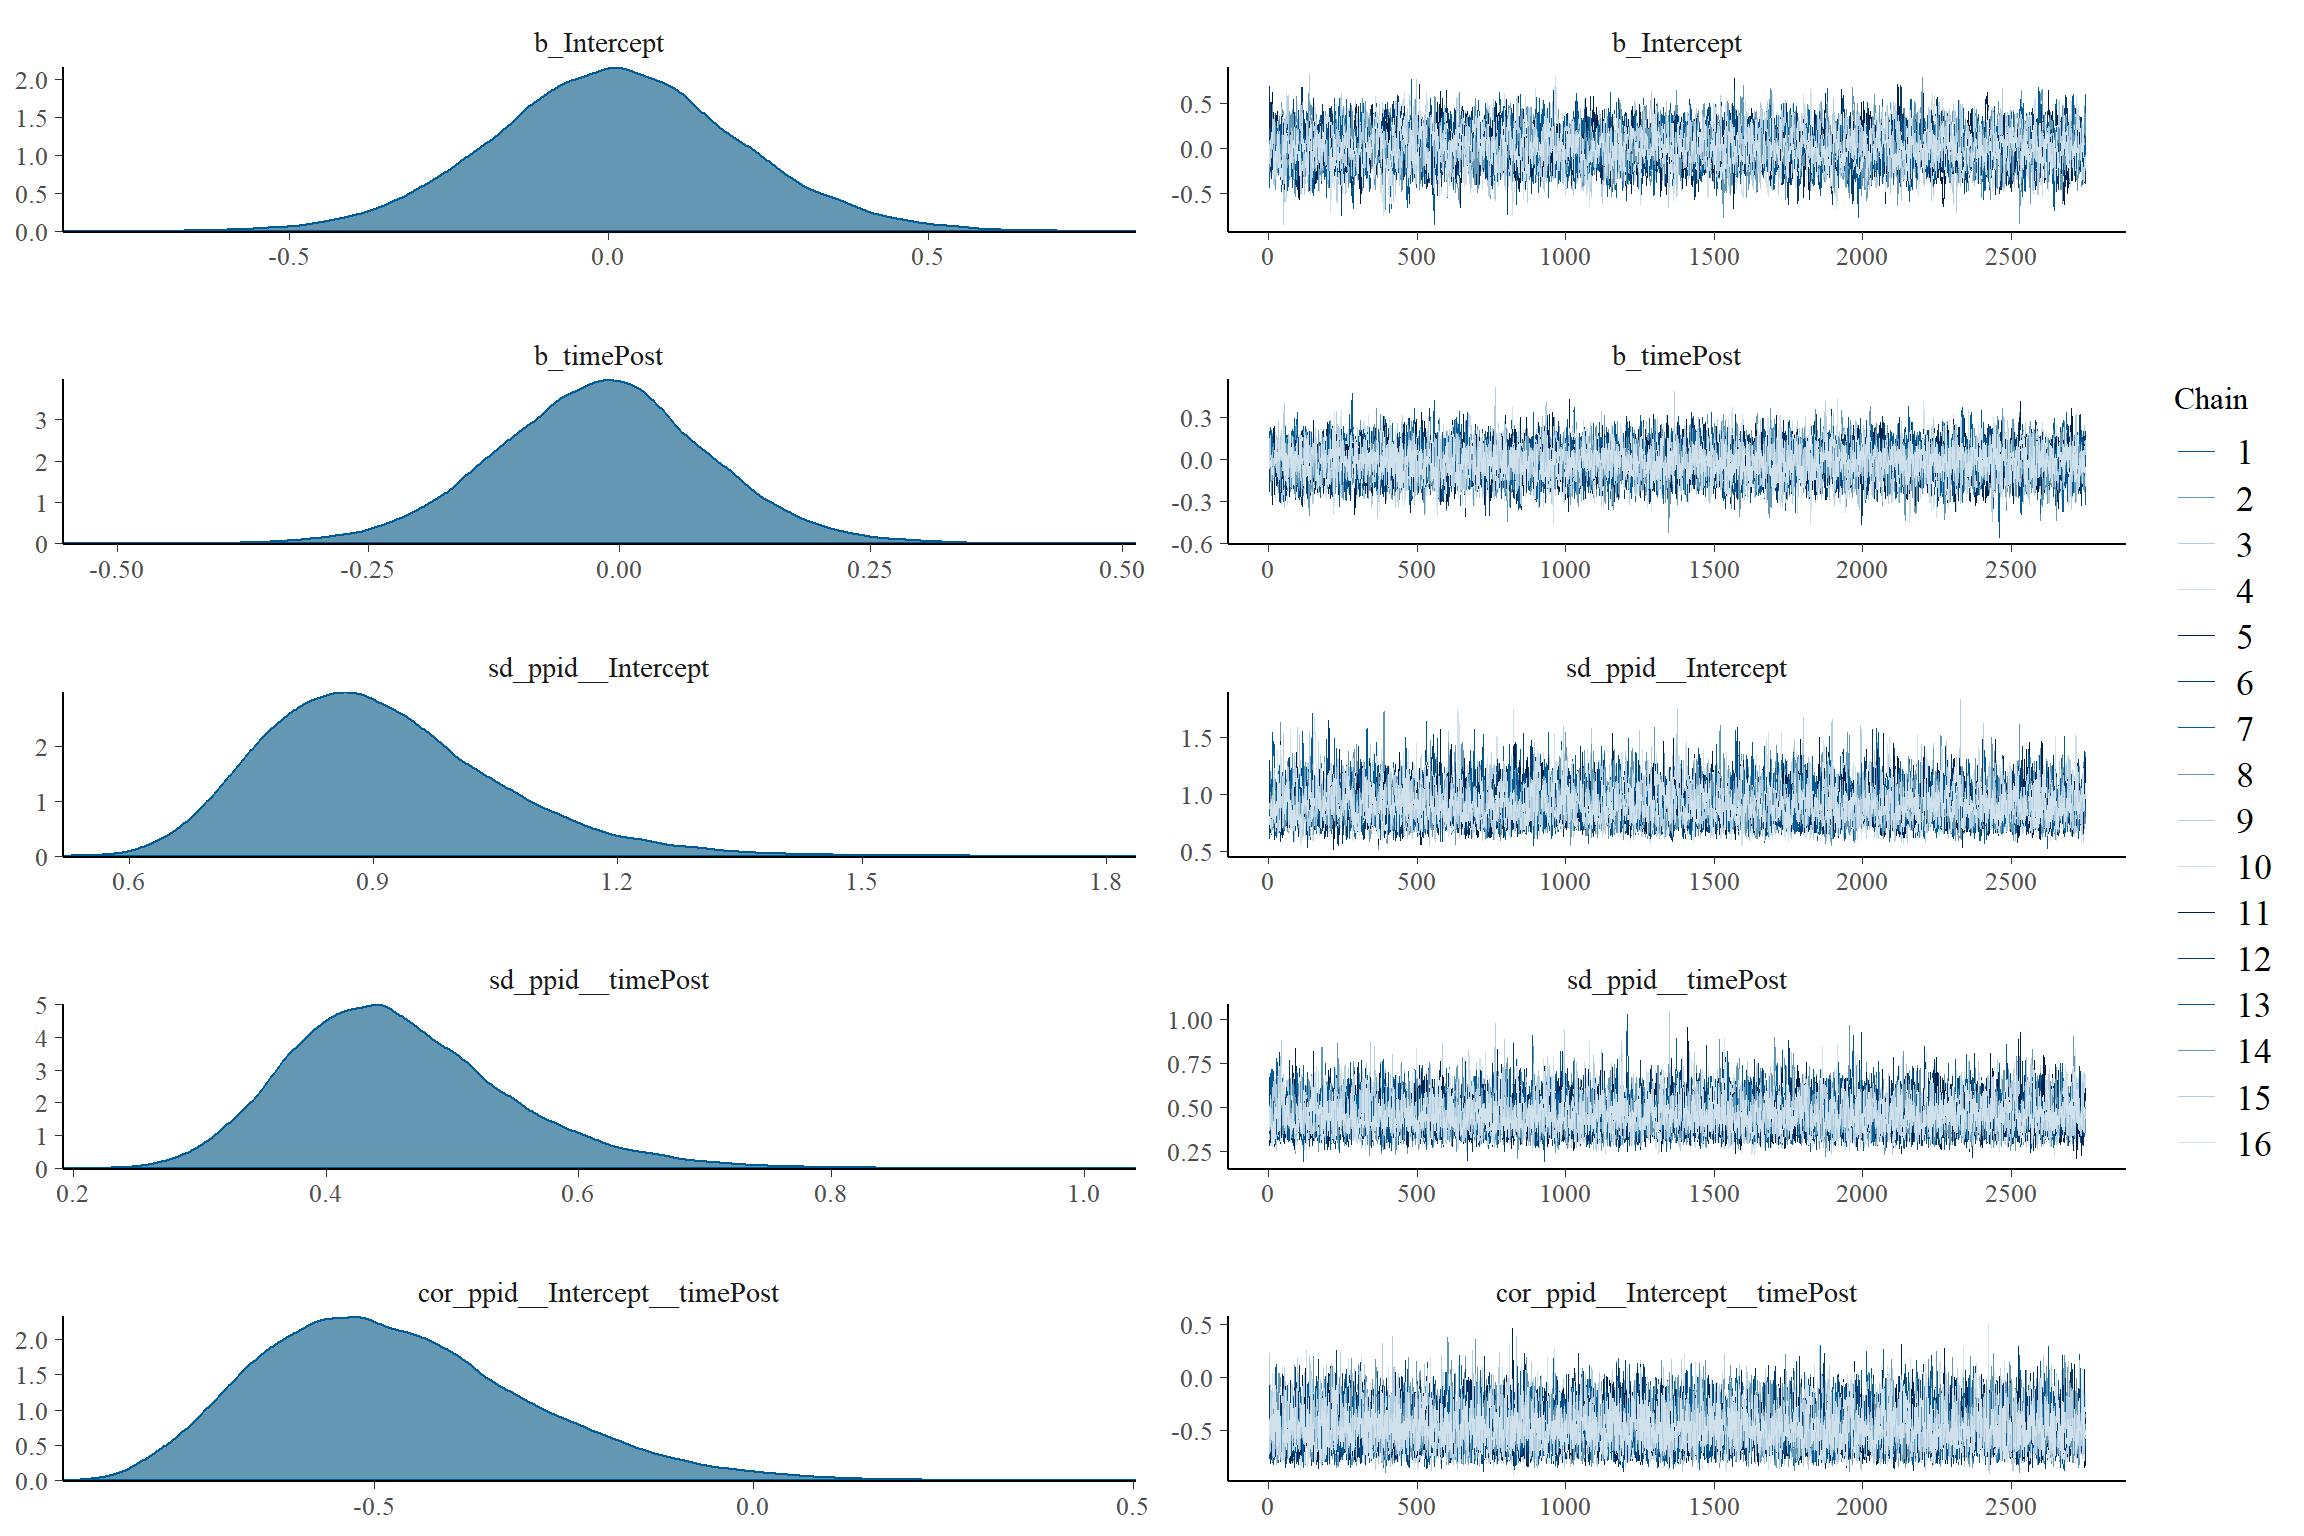 b_Intercept
2.0
1.5
1.0
0.5
0.0
-0.5 0.0 0.5
b_Intercept
0.5
0.0
-0.5
0 500 1000 1500 2000 2500
b_timePost
3
2
1
0
-0.50 -0.25 0.00 0.25 0.50
b_timePost
0.3
0.0
-0.3
-0.6
0 500 1000 1500 2000 2500
sd_ppid__Intercept
2
1
0
0.6 0.9 1.2 1.5 1.8
sd_ppid__Intercept
1.5
1.0
0.5
0 500 1000 1500 2000 2500
sd_ppid__timePost
5
4
3
2
1
0
0.2 0.4 0.6 0.8 1.0
sd_ppid__timePost
1.00
0.75
0.50
0.25
0 500 1000 1500 2000 2500
cor_ppid__Intercept__timePost
2.0
1.5
1.0
0.5
0.0
-0.5 0.0 0.5
cor_ppid__Intercept__timePost
0.5
0.0
-0.5
0 500 1000 1500 2000 2500
Chain
1
2
3
4
5
6
7
8
9
10
11
12
13
14
15
16